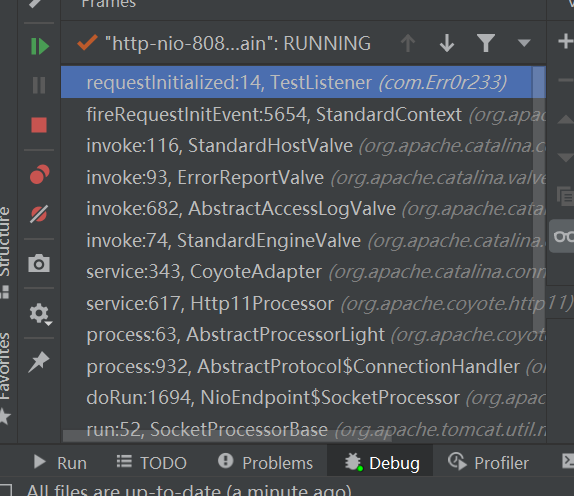 Frames
"http-nio-808...ain": RUNNING
requestInitialized:14, TestListener (com.Err0r233)
fireRequestInitEvent:5654, StandardContext (org.apa
invoke:116, StandardHostValve (org.apache.catalina.c
invoke:93, ErrorReportValve (org.apache.catalina.valve
invoke:682, AbstractAccessLogValve (org.apache.cata
invoke:74, StandardEngineValve (org.apache.catalina.
service:343, CoyoteAdapter (org.apache.catalina.conn
service:617, Http11Processor (org.apache.coyote.http11)
process:63, AbstractProcessorLight (org.apache.coyot
process:932, AbstractProtocol$ConnectionHandler (o
doRun:1694, NioEndpoint$SocketProcessor (org.apac
run:52, SocketProcessorBase (org.apache.tomcat.util.n
Structure
Favorites
Run
TODO
Problems
Debug
Profiler
All files are up-to-date (a minute ago)